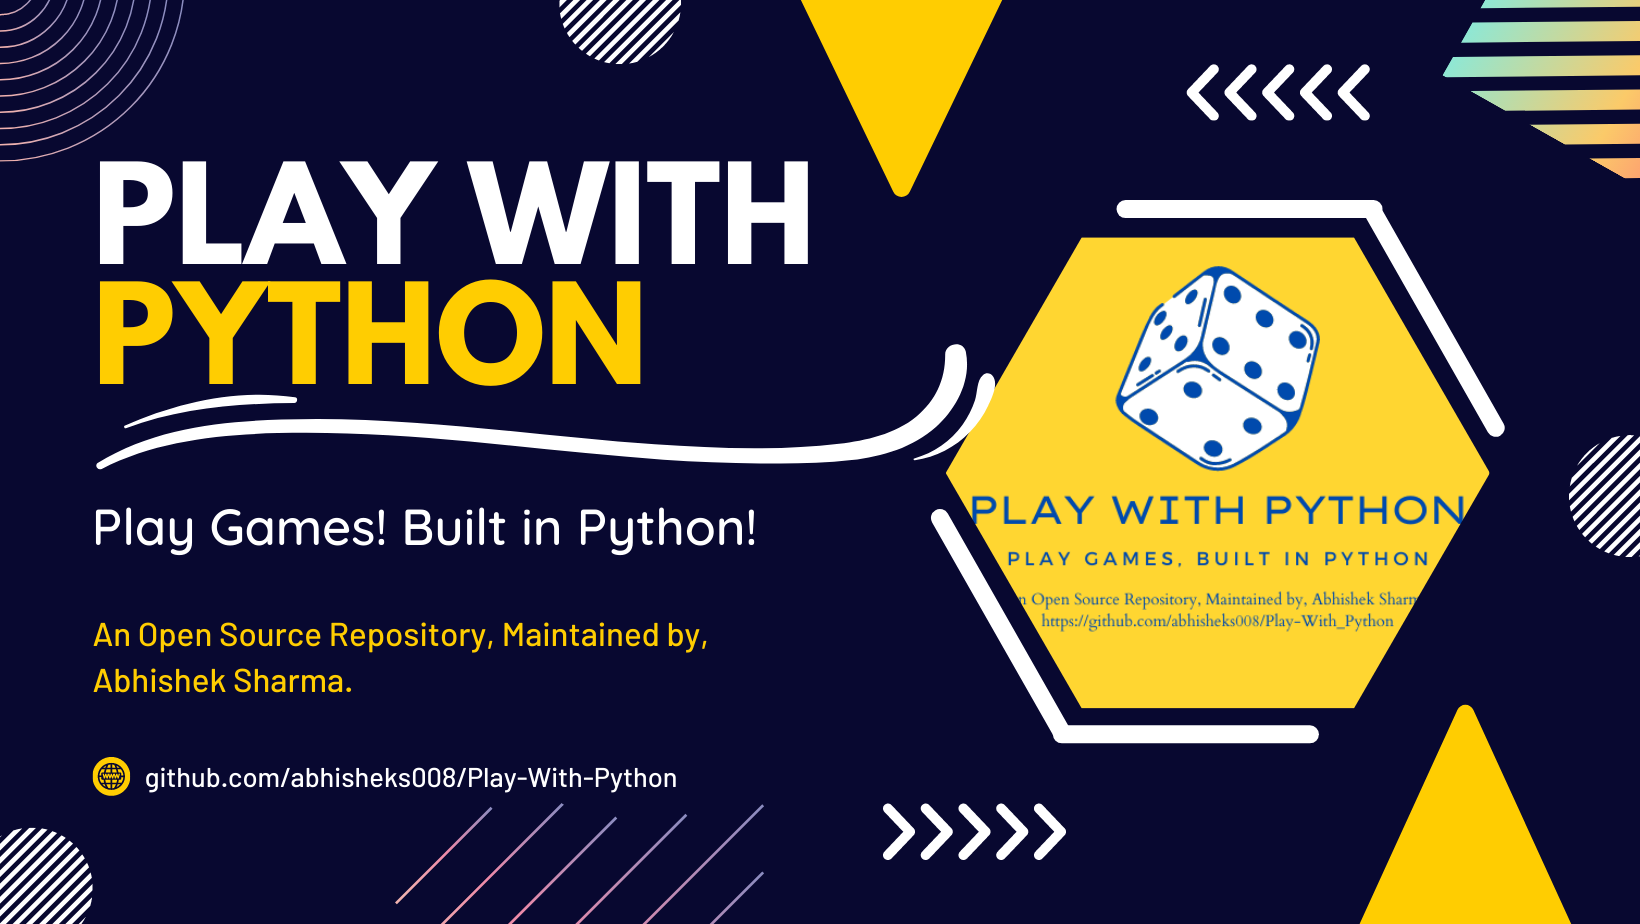 PLAY WITH
PYTHON
Play Games! Built in Python!
An Open Source Repository, Maintained by,
Abhishek Sharma.
www
github.com/abhisheks008/Play-With-Python
PLAY WITH PYTHON
PLAY GAMES, BUILT IN PYTHON
n Open Source Repository, Maintained by, Abhishek Sharm
https://github.com/abhisheks008/Play-With_Python